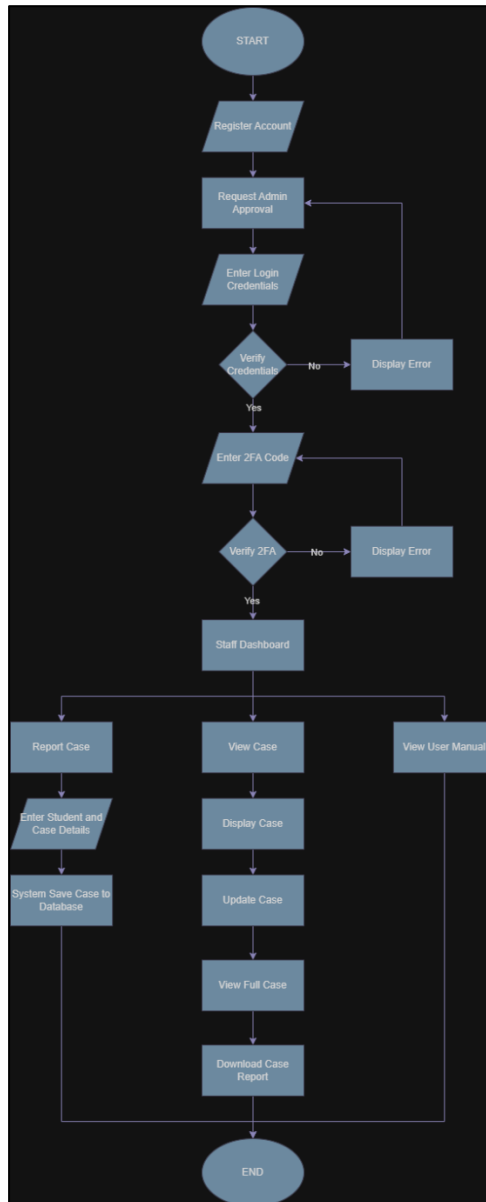 START
Register Account
Request Admin
Approval
Enter Login
Credentials
Verify
Credentials
No
Display Error
Yes
Enter 2FA Code
Verify 2FA
No
Display Error
Yes
Staff Dashboard
Report Case
View Case
View User Manual
Enter Student and
Case Details
Display Case
System Save Case to
Database
Update Case
View Full Case
Download Case
Report
END